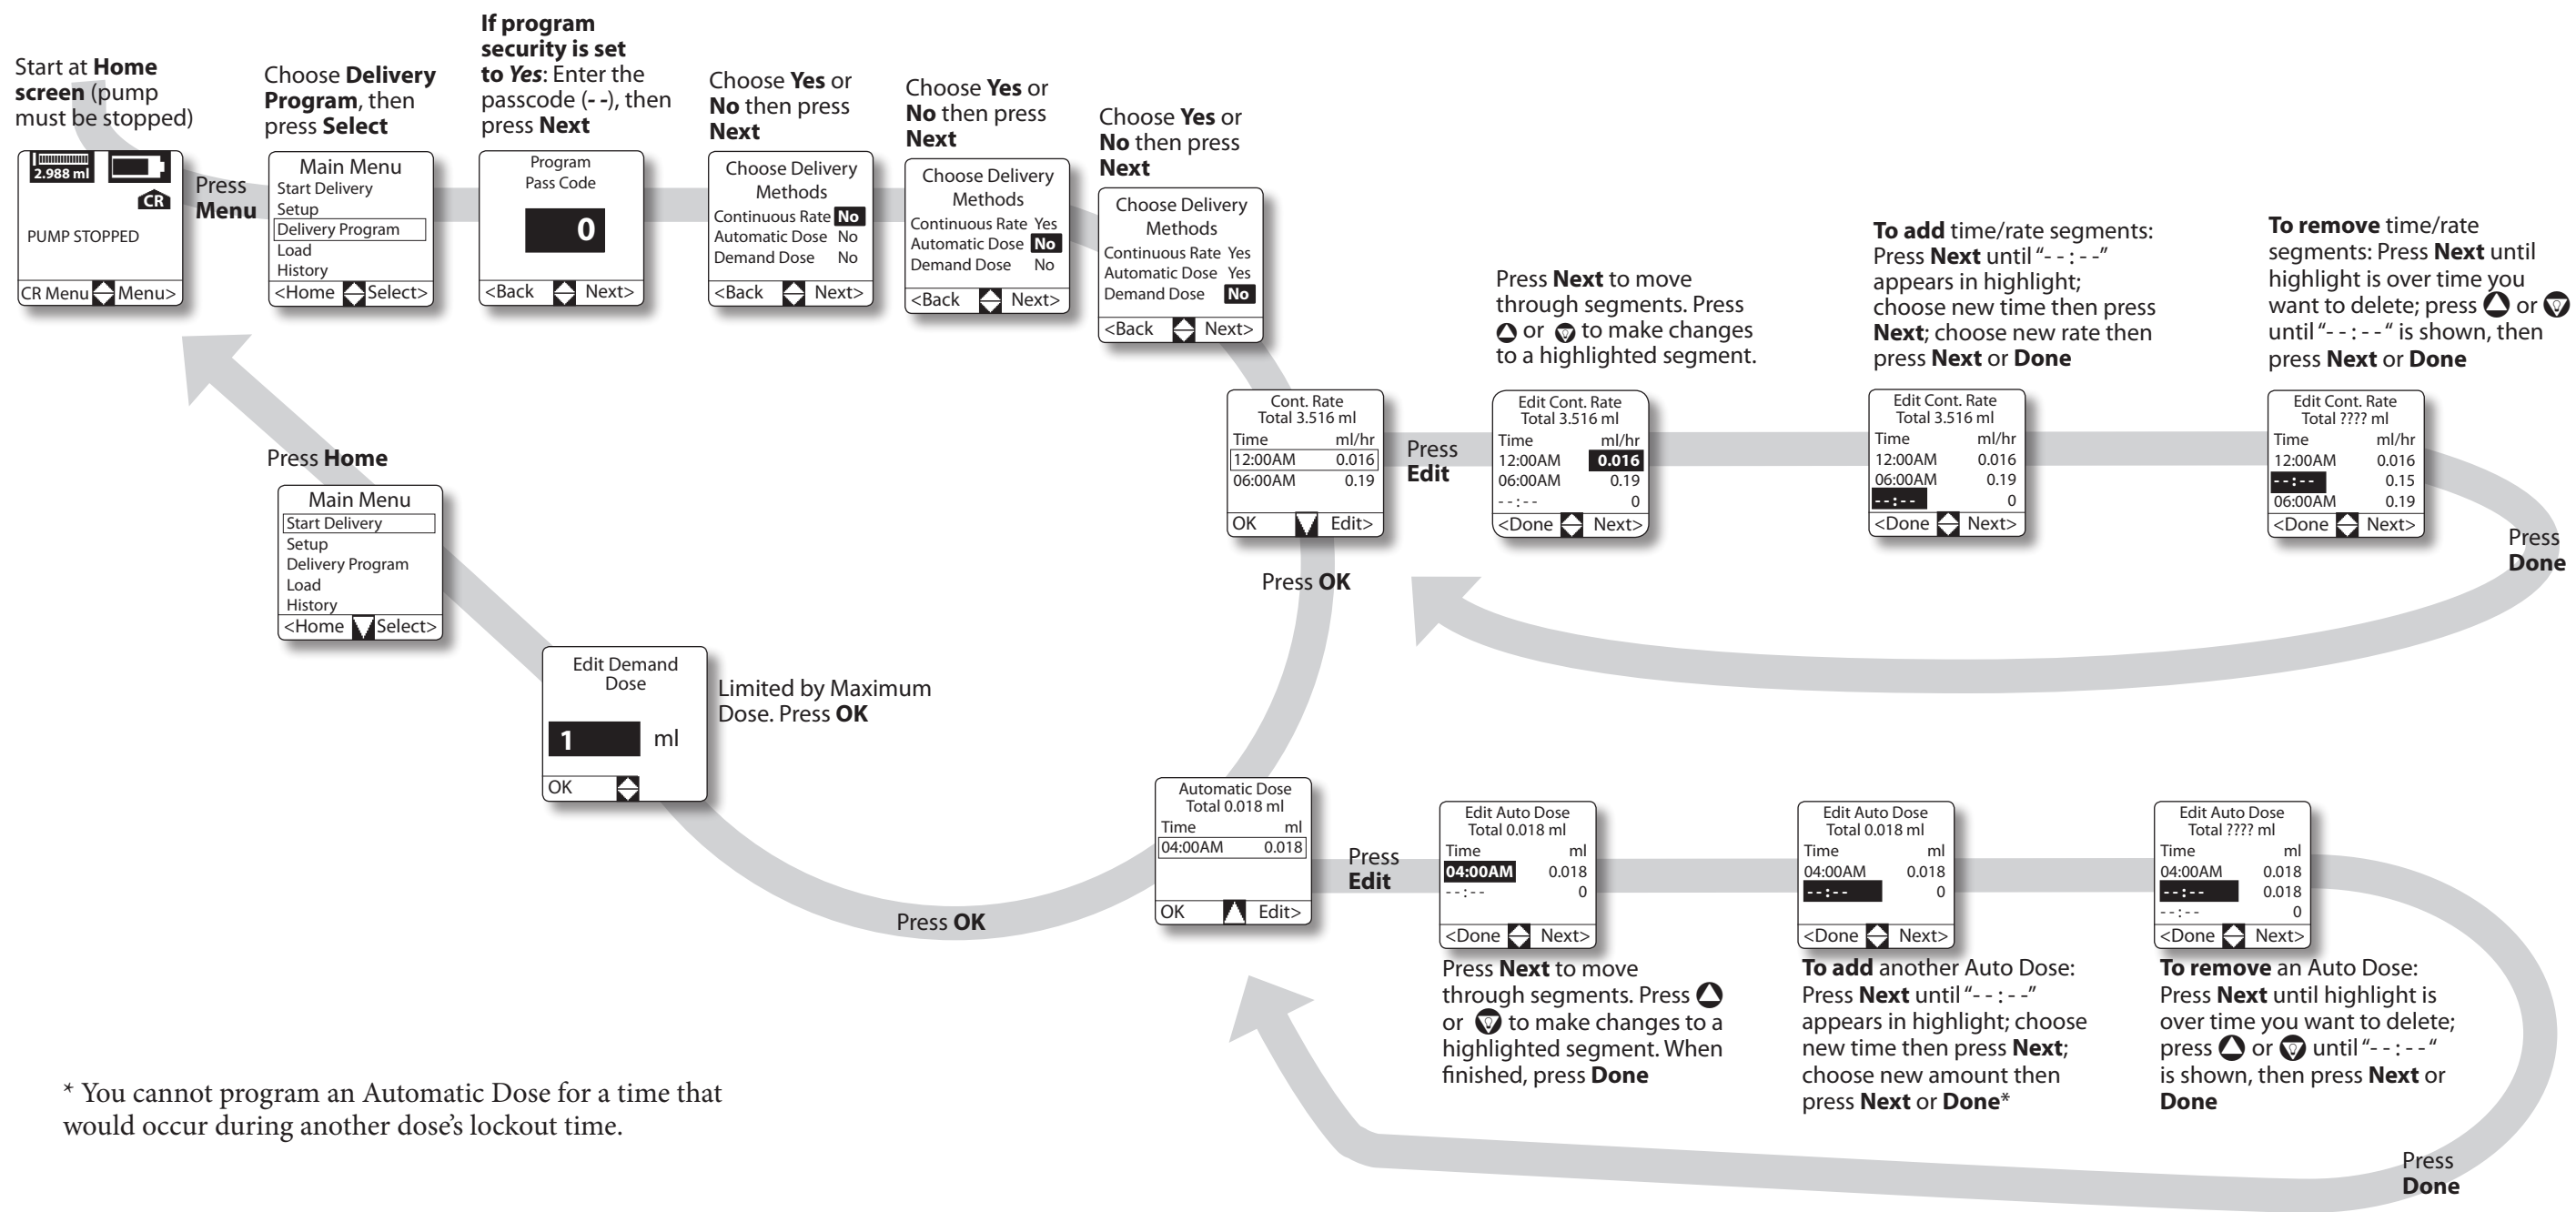 Start at Home
screen (pump
must be stopped)
2.988 ml
CR
PUMP STOPPED
CR Menu Menu>
Press
Menu
Choose Delivery
Program, then
press Select
Main Menu
Start Delivery
Setup
Delivery Program
Load
History
<Home Select>
If program
security is set
to Yes: Enter the
passcode (- -), then
press Next
Program
Pass Code
0
<Back Next>
Choose Yes or
No then press
Next
Choose Delivery
Methods
Continuous Rate No
Automatic Dose No
Demand Dose No
<Back Next>
Choose Yes or
No then press
Next
Choose Delivery
Methods
Continuous Rate Yes
Automatic Dose No
Demand Dose No
<Back Next>
Choose Yes or
No then press
Next
Choose Delivery
Methods
Continuous Rate Yes
Automatic Dose Yes
Demand Dose No
<Back Next>
Cont. Rate
Total 3.516 ml
Time ml/hr
12:00AM 0.016
06:00AM 0.19
OK Edit>
Press
Edit
Press Next to move
through segments. Press
or to make changes
to a highlighted segment.
Edit Cont. Rate
Total 3.516 ml
Time ml/hr
12:00AM 0.016
06:00AM 0.19
- - : - - 0
<Done Next>
To add time/rate segments:
Press Next until "- - : - -"
appears in highlight;
choose new time then press
Next; choose new rate then
press Next or Done
Edit Cont. Rate
Total 3.516 ml
Time ml/hr
12:00AM 0.016
06:00AM 0.19
- - : - - 0
<Done Next>
To remove time/rate
segments: Press Next until
highlight is over time you
want to delete; press or
until "- - : - - " is shown, then
press Next or Done
Edit Cont. Rate
Total ???? ml
Time ml/hr
12:00AM 0.016
- - : - - 0.15
06:00AM 0.19
<Done Next>
Press
Done
Press OK
Automatic Dose
Total 0.018 ml
Time ml
04:00AM 0.018
OK Edit>
Press
Edit
Edit Auto Dose
Total 0.018 ml
Time ml
04:00AM 0.018
- - : - - 0
<Done Next>
Press Next to move
through segments. Press
or to make changes to a
highlighted segment. When
finished, press Done
Edit Auto Dose
Total 0.018 ml
Time ml
04:00AM 0.018
- - : - - 0
<Done Next>
To add another Auto Dose:
Press Next until "- - : - -"
appears in highlight; choose
new time then press Next;
choose new amount then
press Next or Done*
Edit Auto Dose
Total ???? ml
Time ml
04:00AM 0.018
- - : - - 0.018
- - : - - 0
<Done Next>
To remove an Auto Dose:
Press Next until highlight is
over time you want to delete;
press or until "- - : - - "
is shown, then press Next or
Done
Press
Done
Press OK
Edit Demand
Dose
1 ml
OK
Limited by Maximum
Dose. Press OK
Press Home
Main Menu
Start Delivery
Setup
Delivery Program
Load
History
<Home Select>
* You cannot program an Automatic Dose for a time that
would occur during another dose's lockout time.